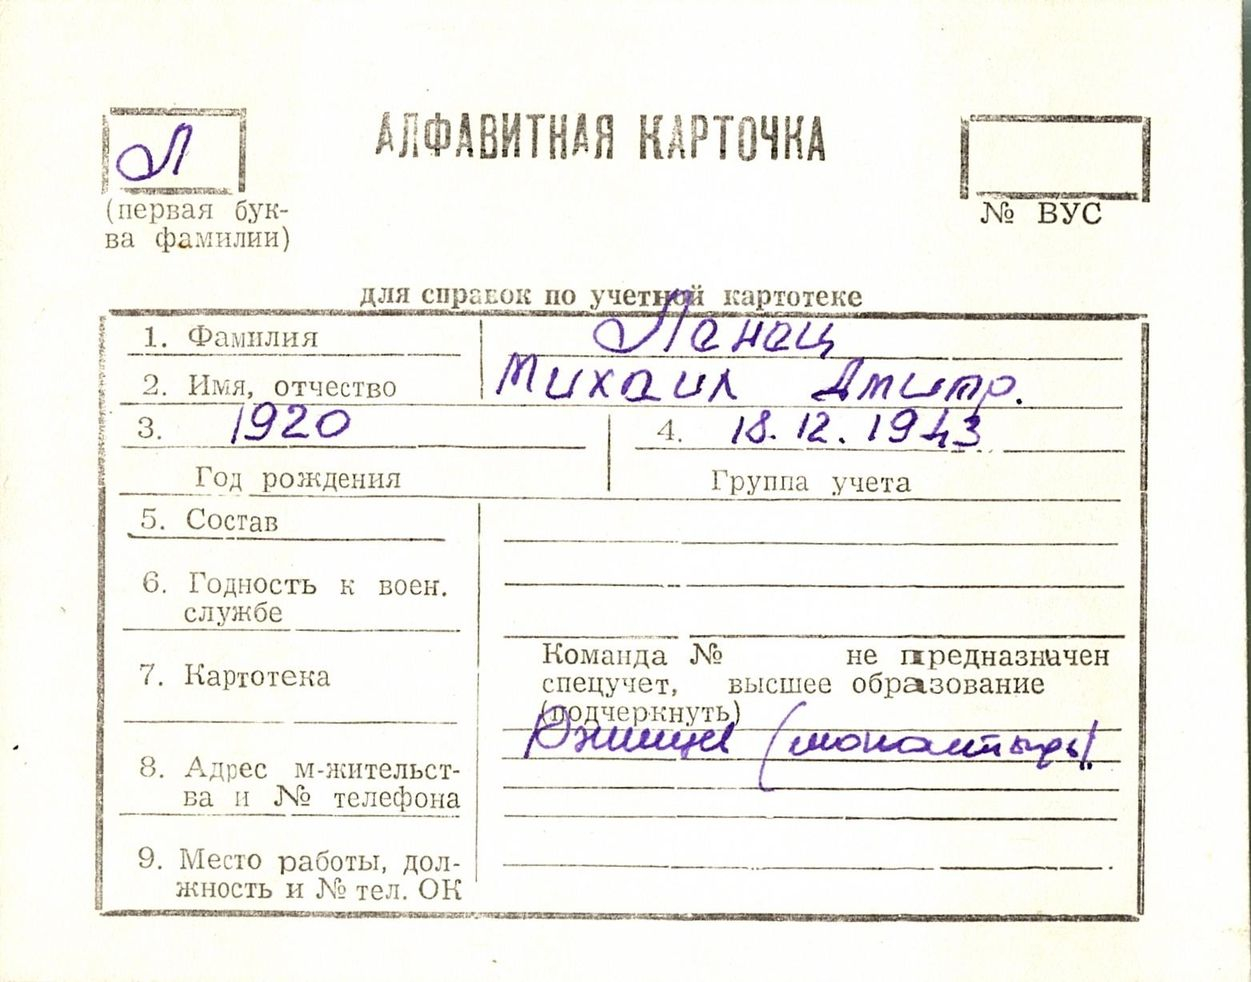 Л
АЛФАВИТНАЯ КАРТОЧКА
(первая бук-
ва фамилии)
№ ВУС
для справок по учетной картотеке
1. Фамилия Ланец
2. Имя, отчество Михаил Дмитр.
3. 1920 4. 18.12.1943
Год рождения Группа учета
5. Состав
6. Годность к воен.
службе
7. Картотека
Команда № не предназначен
спецучет, высшее образование
(подчеркнуть)
(монастырь).
8. Адрес м-жительст-
ва и № телефона
9. Место работы, дол-
жность и № тел. ОК